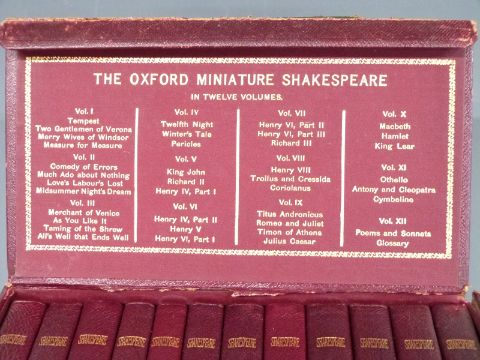 THE OXFORD MINIATURE SHAKESPEARE
IN TWELVE VOLUMES.
Vol. I
Tempest
Two Gentlemen of Verona
Merry Wives of Windsor
Measure for Measure
Vol. II
Comedy of Errors
Much Ado about Nothing
Love's Labour's Lost
Midsummer Night's Dream
Vol. III
Merchant of Venice
As You Like It
Taming of the Shrew
All's Well that Ends Well
Vol. IV
Twelfth Night
Winter's Tale
Pericles
Vol. V
King John
Richard II
Henry IV, Part I
Vol. VI
Henry IV, Part II
Henry V
Henry VI, Part I
Vol. VII
Henry VI, Part II
Henry VI, Part III
Richard III
Vol. VIII
Henry VIII
Troilus and Cressida
Coriolanus
Vol. IX
Titus Andronicus
Romeo and Juliet
Timon of Athens
Julius Caesar
Vol. X
Macbeth
Hamlet
King Lear
Vol. XI
Othello
Antony and Cleopatra
Cymbeline
Vol. XII
Poems and Sonnets
Glossary
SHAKESPEARE
SHAKESPEARE
SHAKESPEARE
SHAKESPEARE
SHAKESPEARE
SHAKESPEARE
SHAKESPEARE
SHAKESPEARE
SHAKESPEARE
SHAKESPEARE
SHAKESPEARE
SHAKESPEARE